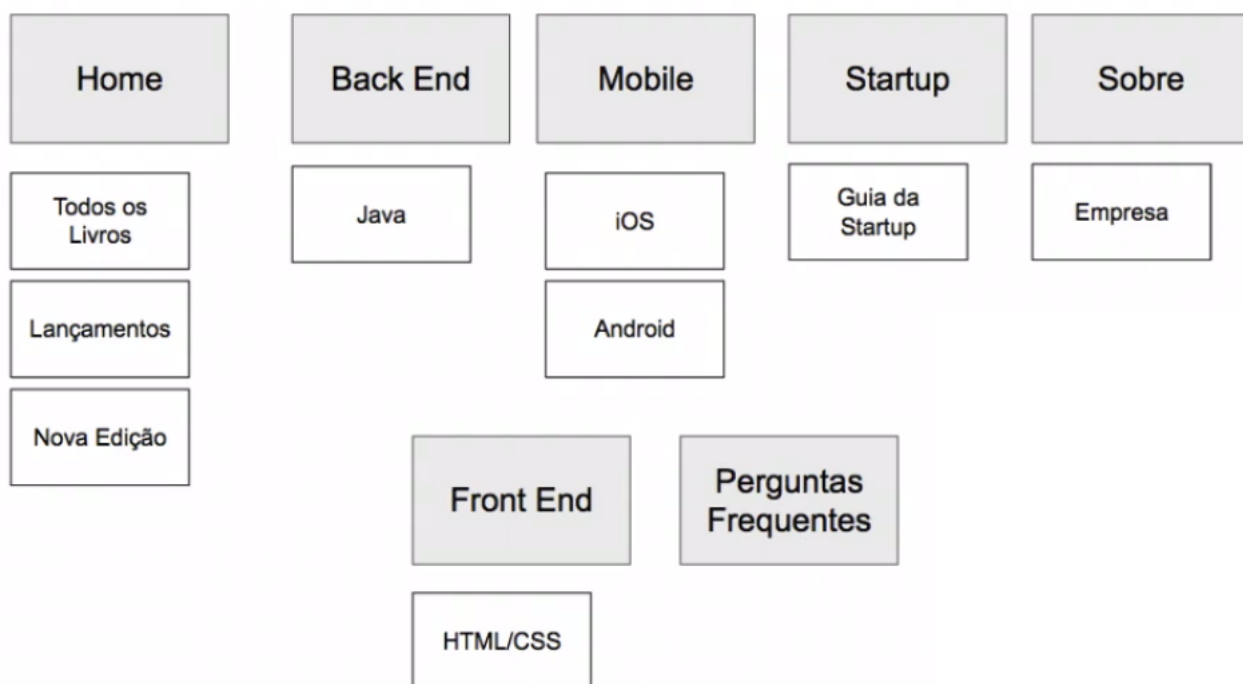 Home
Back End
Mobile
Startup
Sobre
Todos os
Livros
Java
iOS
Guia da
Startup
Empresa
Lançamentos
Android
Nova Edição
Front End
Perguntas
Frequentes
HTML/CSS